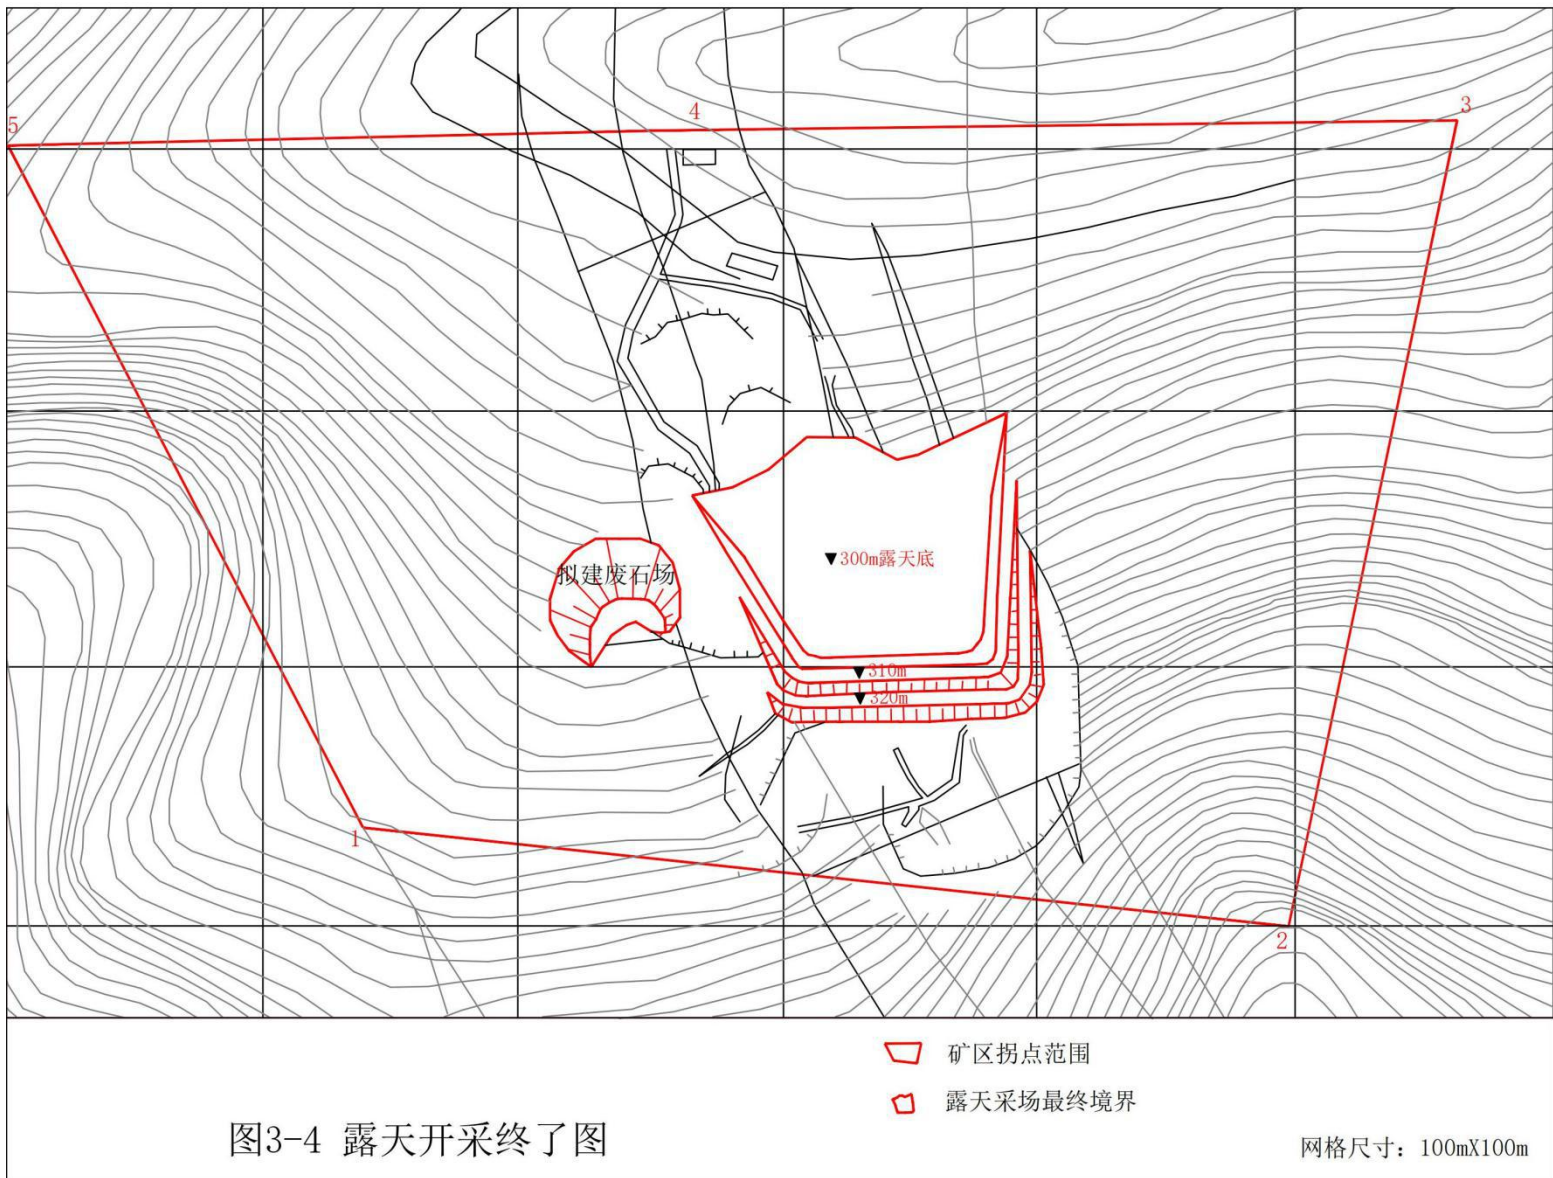 3
4
5
拟建废石场
▼300m露天底
▼310m
▼320m
1
2
矿区拐点范围
露天采场最终境界
图3-4 露天开采终了图
网格尺寸：100mX100m